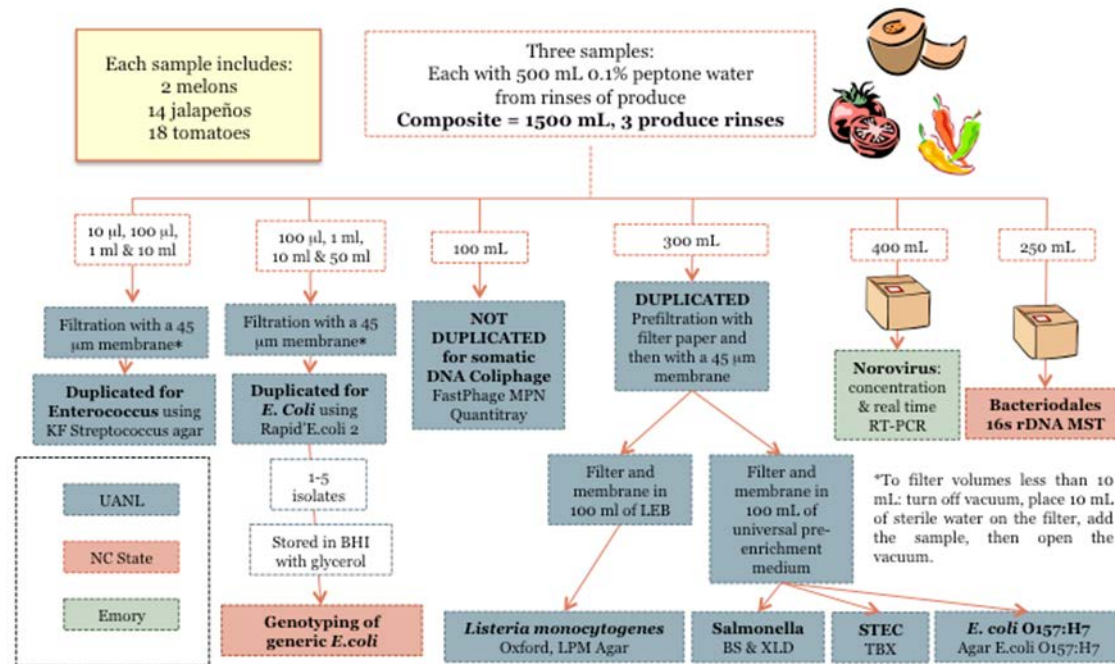 Each sample includes:
2 melons
14 jalapeños
18 tomatoes
Three samples:
Each with 500 mL 0.1% peptone water
from rinses of produce
Composite = 1500 mL, 3 produce rinses
10 µl, 100 µl,
1 ml & 10 ml
100 µl, 1 ml,
10 ml & 50 ml
100 mL
300 mL
400 mL
250 mL
Filtration with a 45
µm membrane*
Filtration with a 45
µm membrane*
NOT
DUPLICATED
for somatic
DNA Coliphage
FastPhage MPN
Quantitray
DUPLICATED
Prefiltration with
filter paper and
then with a 45 µm
membrane
Duplicated for
Enterococcus using
KF Streptococcus agar
Duplicated for
E. Coli using
Rapid'E.coli 2
Norovirus:
concentration
& real time
RT-PCR
Bacteriodales
16s rDNA MST
UANL
NC State
Emory
1-5
isolates
Stored in BHI
with glycerol
Genotyping of
generic E.coli
Filter and
membrane in
100 ml of LEB
Filter and
membrane in
100 mL of
universal pre-
enrichment
medium
*To filter volumes less than 10
mL: turn off vacuum, place 10 mL
of sterile water on the filter, add
the sample, then open the
vacuum.
Listeria monocytogenes
Oxford, LPM Agar
Salmonella
BS & XLD
STEC
TBX
E. coli O157:H7
Agar E.coli O157:H7